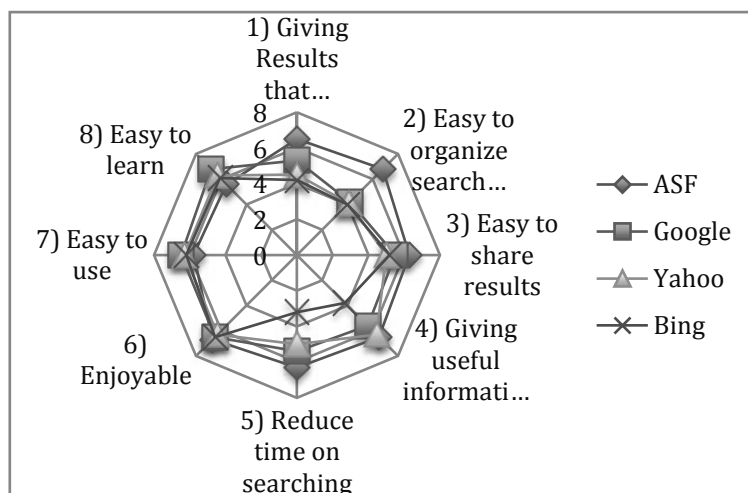 1) Giving
Results
that...
2) Easy to
organize
search...
3) Easy to
share
results
4) Giving
useful
informati...
5) Reduce
time on
searching
6)
Enjoyable
7) Easy to
use
8) Easy to
learn
8
6
4
2
0
ASF
Google
Yahoo
Bing